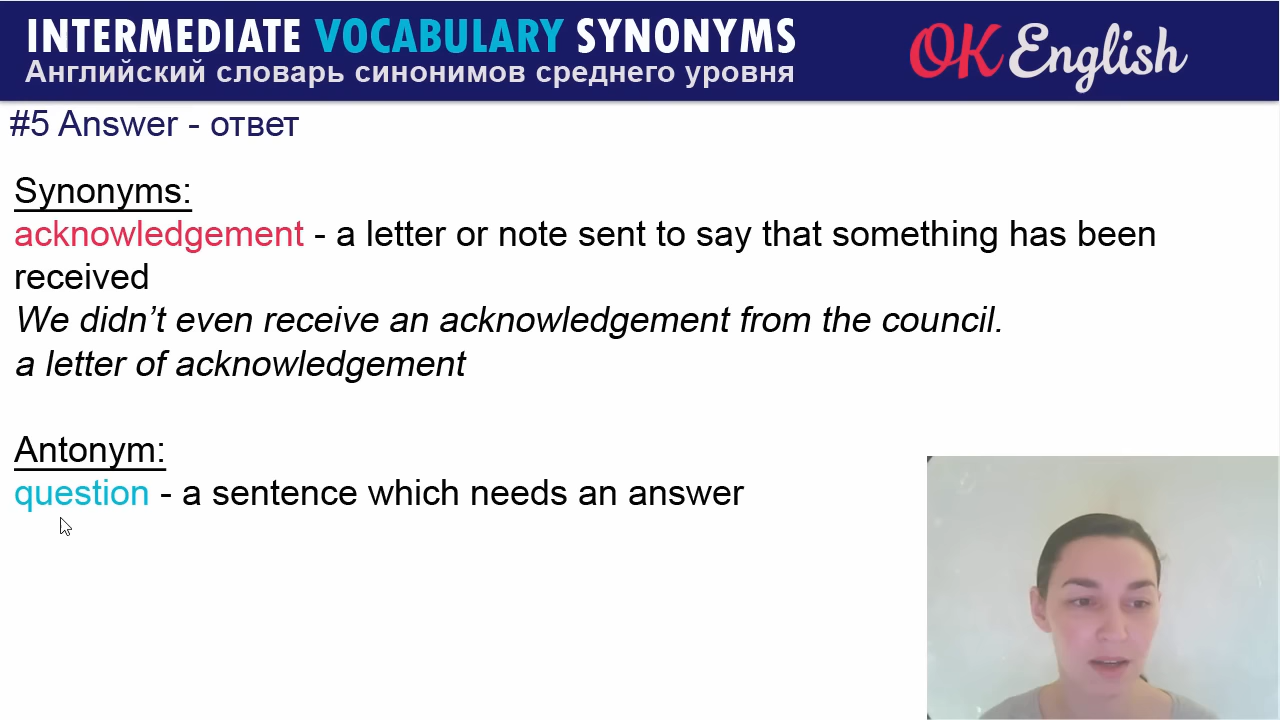 INTERMEDIATE VOCABULARY SYNONYMS
Английский словарь синонимов среднего уровня
OK English
#5 Answer - ответ
Synonyms:
acknowledgement - a letter or note sent to say that something has been
received
We didn’t even receive an acknowledgement from the council.
a letter of acknowledgement
Antonym:
question - a sentence which needs an answer